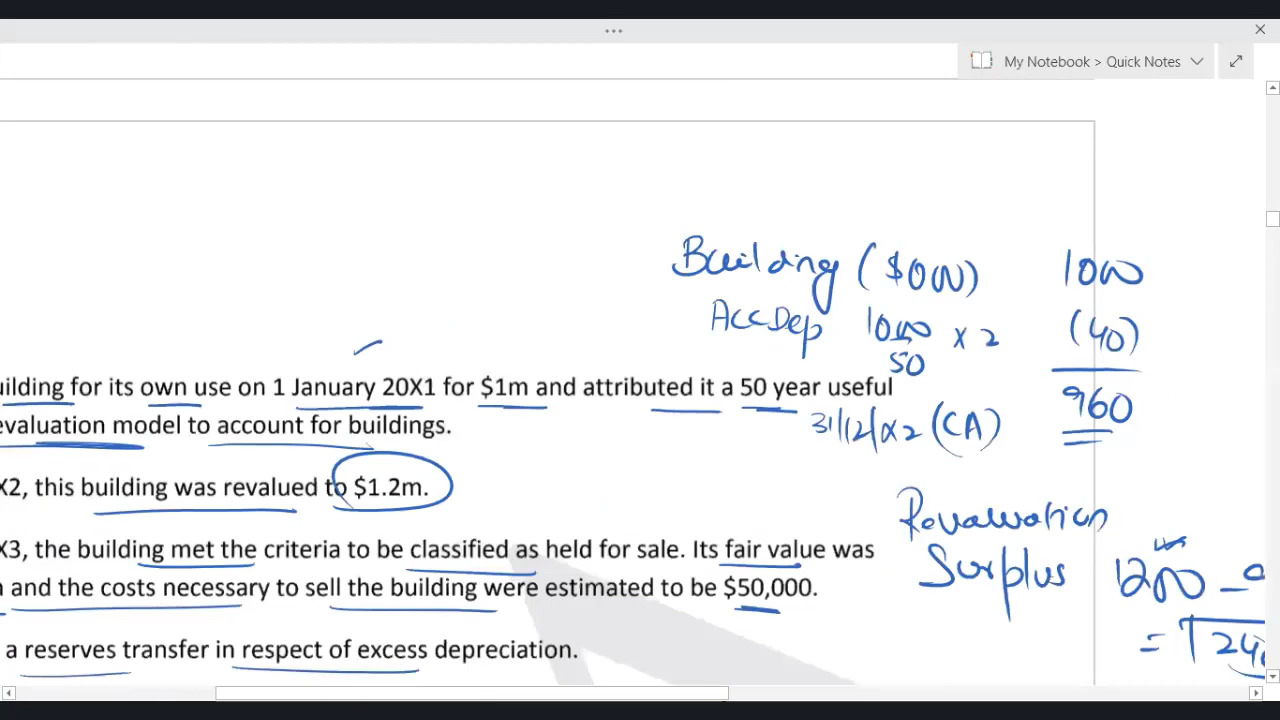 My Notebook > Quick Notes
Building ($000) 1000
Acc Dep 1000 x 2 (40)
50
uilding for its own use on 1 January 20X1 for $1m and attributed it a 50 year useful
31/12/X2 (CA) 960
evaluation model to account for buildings.
X2, this building was revalued to $1.2m.
Revaluation
X3, the building met the criteria to be classified as held for sale. Its fair value was
Surplus 1200 -
and the costs necessary to sell the building were estimated to be $50,000.
= 24
a reserves transfer in respect of excess depreciation.